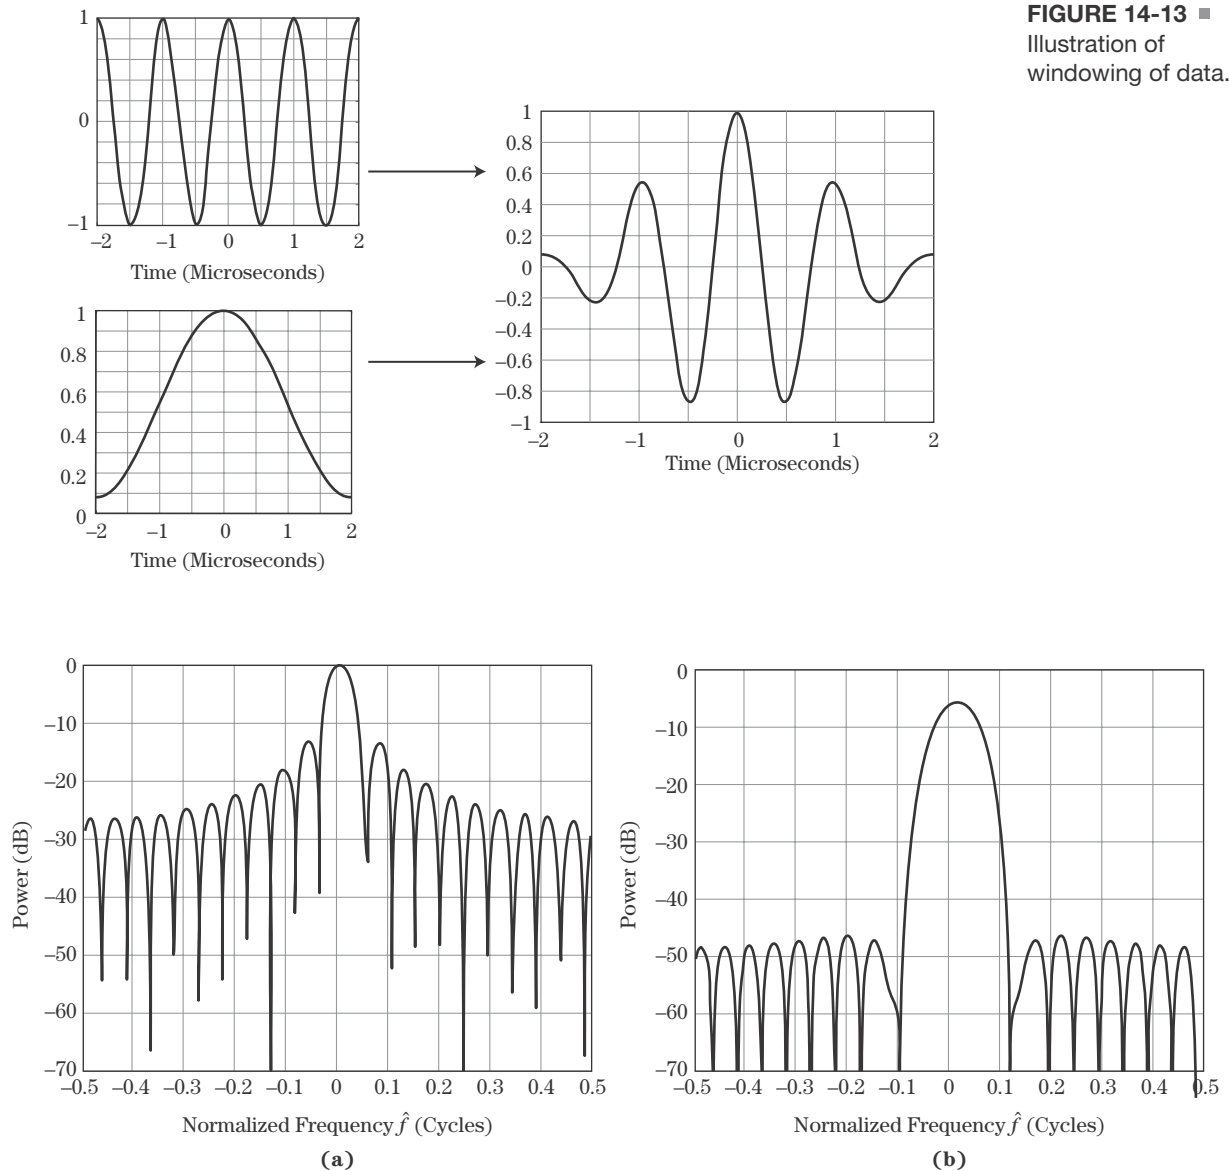 FIGURE 14-13 ■
Illustration of
windowing of data.
1
0
–1
–2 –1 0 1 2
Time (Microseconds)
1
0.8
0.6
0.4
0.2
0
–2 –1 0 1 2
Time (Microseconds)
1
0.8
0.6
0.4
0.2
0
–0.2
–0.4
–0.6
–0.8
–1
–2 –1 0 1 2
Time (Microseconds)
0
–10
–20
–30
–40
–50
–60
–70
Power (dB)
–0.5 –0.4 –0.3 –0.2 –0.1 0 0.1 0.2 0.3 0.4 0.5
Normalized Frequency f̂ (Cycles)
(a)
0
–10
–20
–30
–40
–50
–60
–70
Power (dB)
–0.5 –0.4 –0.3 –0.2 –0.1 0 0.1 0.2 0.3 0.4 0.5
Normalized Frequency f̂ (Cycles)
(b)